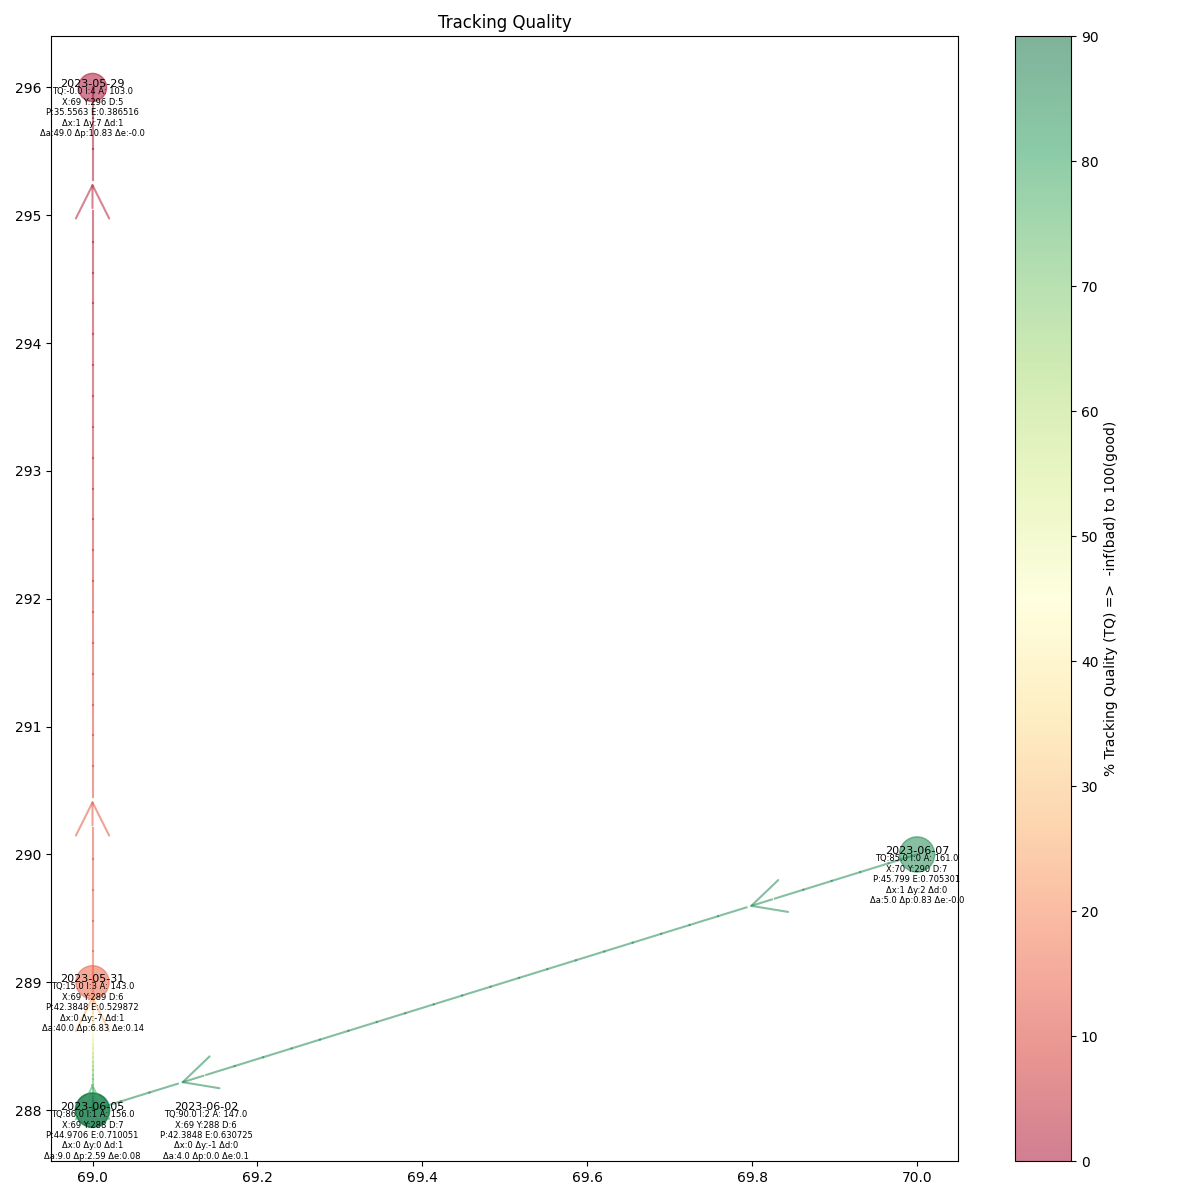 Tracking Quality
296
295
294
293
292
291
290
289
288
69.0
69.2
69.4
69.6
69.8
70.0
2023-05-29
TQ:-0.0 I:4 A: 103.0
X:69 Y:296 D:5
P:35.5563 E:0.386516
Δx:1 Δy:7 Δd:1
Δa:49.0 Δp:10.83 Δe:-0.0
2023-05-31
TQ:15.0 I:3 A: 143.0
X:69 Y:289 D:6
P:42.3848 E:0.529872
Δx:0 Δy:-7 Δd:1
Δa:40.0 Δp:6.83 Δe:0.14
2023-06-05
TQ:86.0 I:1 A: 156.0
X:69 Y:288 D:7
P:44.9706 E:0.710051
Δx:0 Δy:0 Δd:1
Δa:9.0 Δp:2.59 Δe:0.08
2023-06-02
TQ:90.0 I:2 A: 147.0
X:69 Y:288 D:6
P:42.3848 E:0.630725
Δx:0 Δy:-1 Δd:0
Δa:4.0 Δp:0.0 Δe:0.1
2023-06-07
TQ:85.0 I:0 A: 161.0
X:70 Y:290 D:7
P:45.799 E:0.705301
Δx:1 Δy:2 Δd:0
Δa:5.0 Δp:0.83 Δe:-0.0
90
80
70
60
50
40
30
20
10
0
% Tracking Quality (TQ) => -inf(bad) to 100(good)